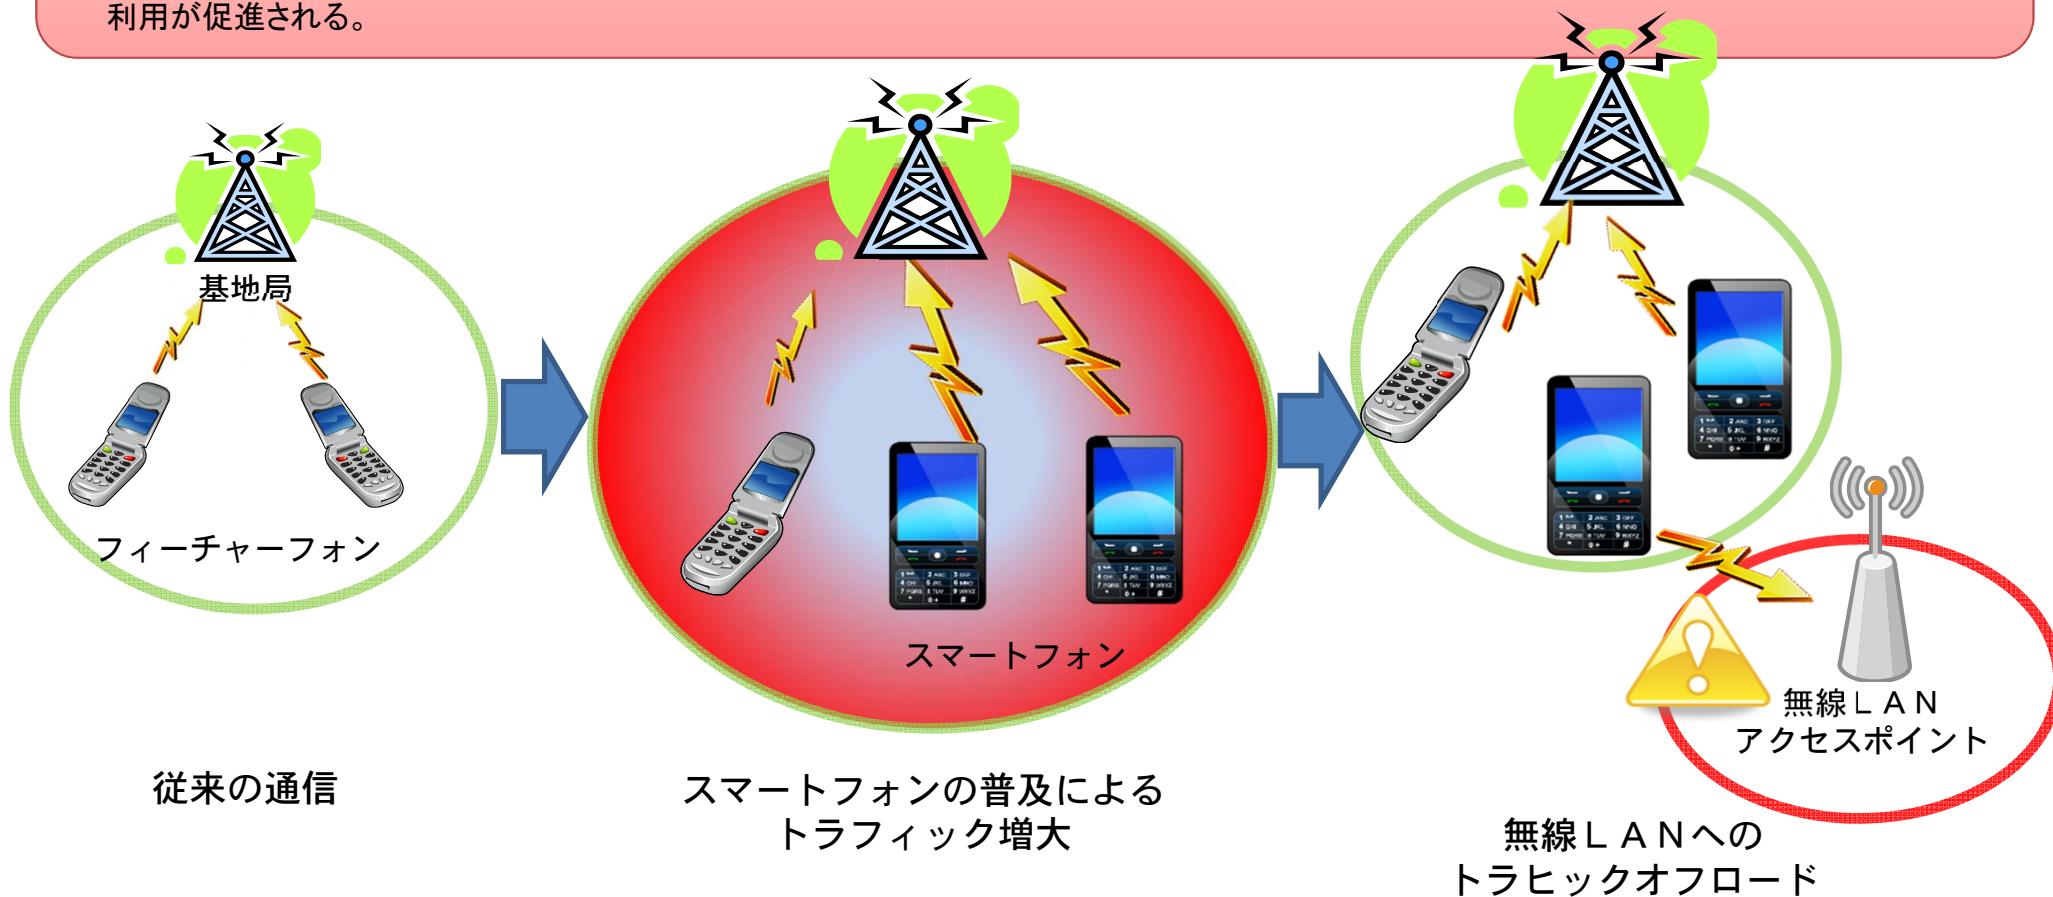 利用が促進される。
基地局
フィーチャーフォン
従来の通信
スマートフォン
スマートフォンの普及による
トラフィック増大
無線ＬＡＮ
アクセスポイント
無線ＬＡＮへの
トラヒックオフロード